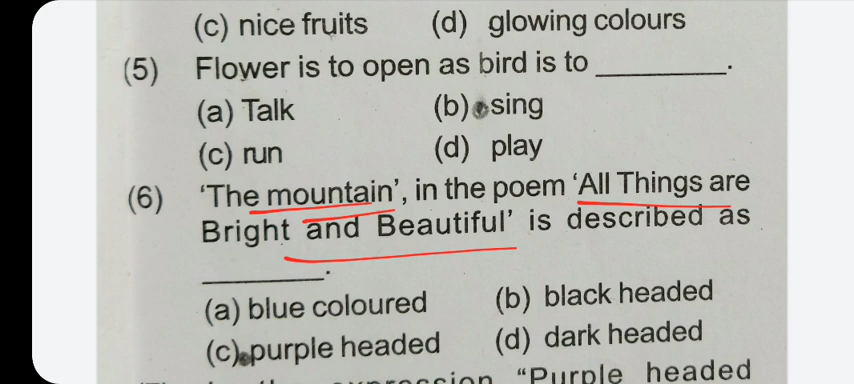 (c) nice fruits (d) glowing colours
(5) Flower is to open as bird is to ________.
(a) Talk (b) sing
(c) run (d) play
(6) 'The mountain', in the poem 'All Things are
Bright and Beautiful' is described as
________.
(a) blue coloured (b) black headed
(c) purple headed (d) dark headed
expression "Purple headed